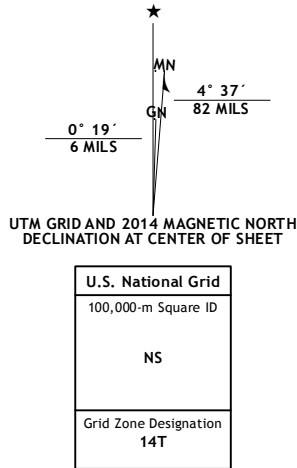 ★
MN
GN
4° 37´
82 MILS
0° 19´
6 MILS
UTM GRID AND 2014 MAGNETIC NORTH
DECLINATION AT CENTER OF SHEET
U.S. National Grid
100,000-m Square ID
NS
Grid Zone Designation
14T